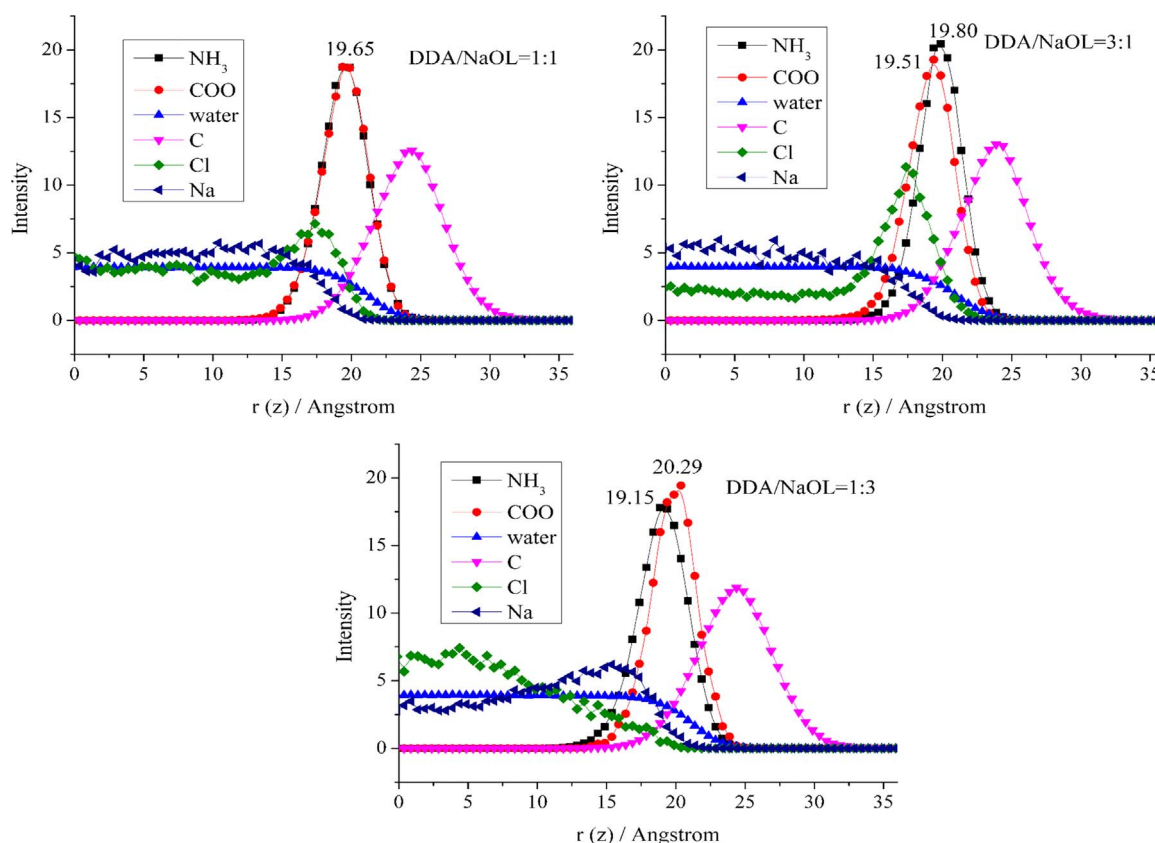 19.65
DDA/NaOL=1:1
NH3
COO
water
C
Cl
Na
Intensity
20
15
10
5
0
0 5 10 15 20 25 30 35
r (z) / Angstrom
19.80
19.51
DDA/NaOL=3:1
NH3
COO
water
C
Cl
Na
Intensity
20
15
10
5
0
0 5 10 15 20 25 30 35
r (z) / Angstrom
20.29
19.15
DDA/NaOL=1:3
NH3
COO
water
C
Cl
Na
Intensity
20
15
10
5
0
0 5 10 15 20 25 30 35
r (z) / Angstrom